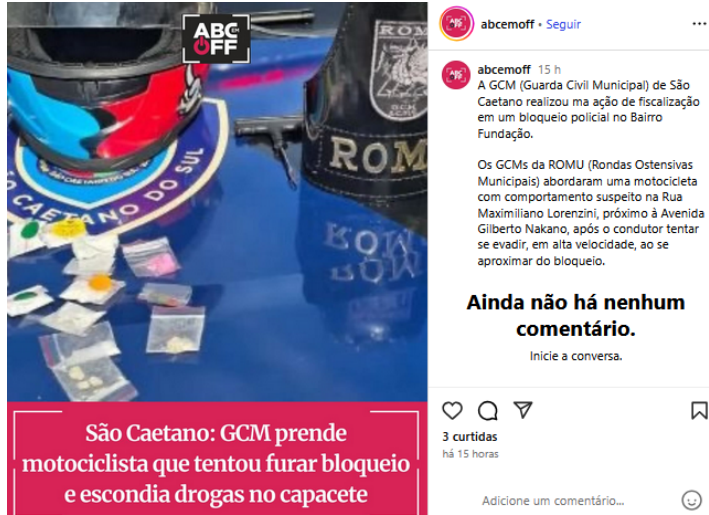 ABC
EM
OFF
ROM
ROM
CAETANO DO SUL
São Caetano: GCM prende
motociclista que tentou furar bloqueio
e escondia drogas no capacete
abcemoff • Seguir
abcemoff 15 h
A GCM (Guarda Civil Municipal) de São
Caetano realizou ma ação de fiscalização
em um bloqueio policial no Bairro
Fundação.
Os GCMs da ROMU (Rondas Ostensivas
Municipais) abordaram uma motocicleta
com comportamento suspeito na Rua
Maximiliano Lorenzini, próximo à Avenida
Gilberto Nakano, após o condutor tentar
se evadir, em alta velocidade, ao se
aproximar do bloqueio.
Ainda não há nenhum
comentário.
Inicie a conversa.
3 curtidas
há 15 horas
Adicione um comentário...